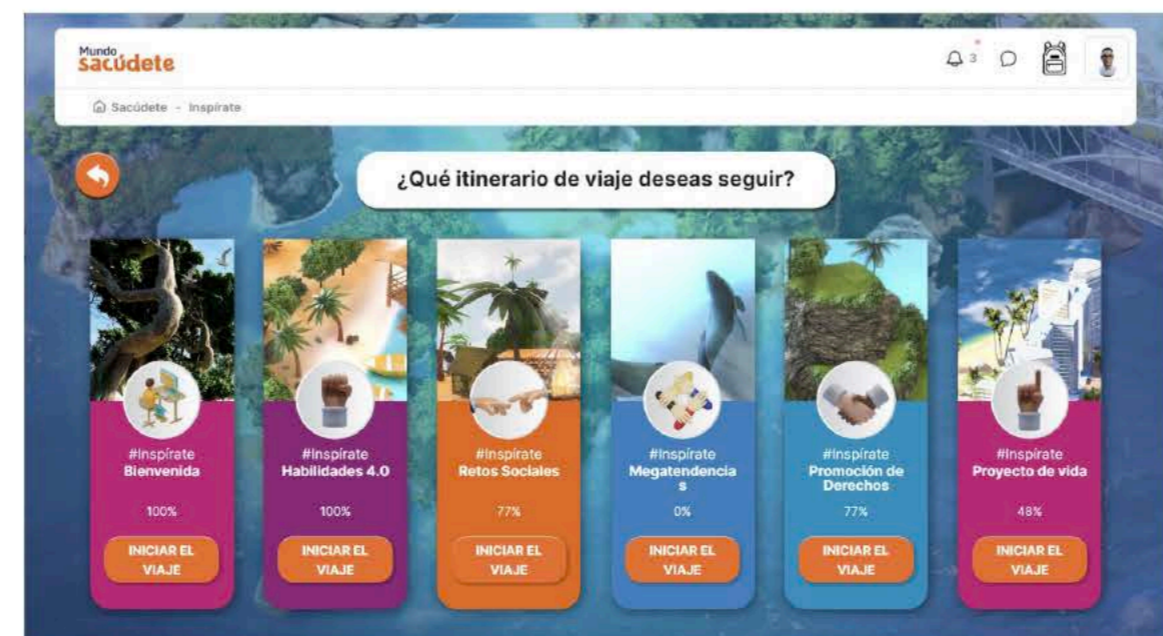 Mundo
sacúdete
3
Sacúdete - Inspírate
¿Qué itinerario de viaje deseas seguir?
#Inspírate
Bienvenida
100%
INICIAR EL
VIAJE
#Inspírate
Habilidades 4.0
100%
INICIAR EL
VIAJE
#Inspírate
Retos Sociales
77%
INICIAR EL
VIAJE
#Inspírate
Megatendencia
s
0%
INICIAR EL
VIAJE
#Inspírate
Promoción de
Derechos
77%
INICIAR EL
VIAJE
#Inspírate
Proyecto de vida
48%
INICIAR EL
VIAJE